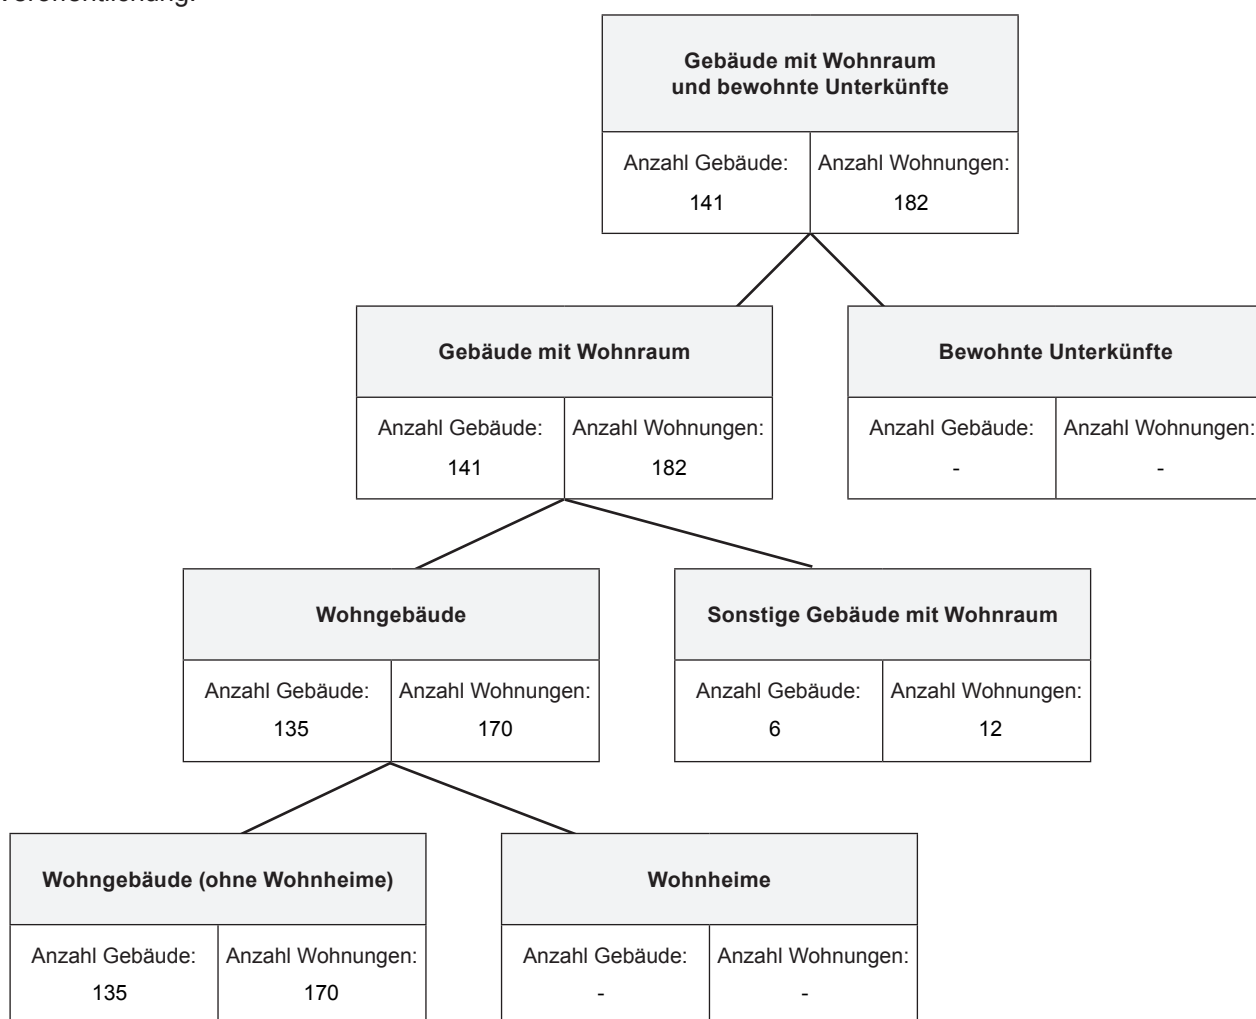 Veröffentlichung.
Gebäude mit Wohnraum
und bewohnte Unterkünfte
Anzahl Gebäude: Anzahl Wohnungen:
141 182
Gebäude mit Wohnraum Bewohnte Unterkünfte
Anzahl Gebäude: Anzahl Wohnungen: Anzahl Gebäude: Anzahl Wohnungen:
141 182 - -
Wohngebäude Sonstige Gebäude mit Wohnraum
Anzahl Gebäude: Anzahl Wohnungen: Anzahl Gebäude: Anzahl Wohnungen:
135 170 6 12
Wohngebäude (ohne Wohnheime) Wohnheime
Anzahl Gebäude: Anzahl Wohnungen: Anzahl Gebäude: Anzahl Wohnungen:
135 170 - -